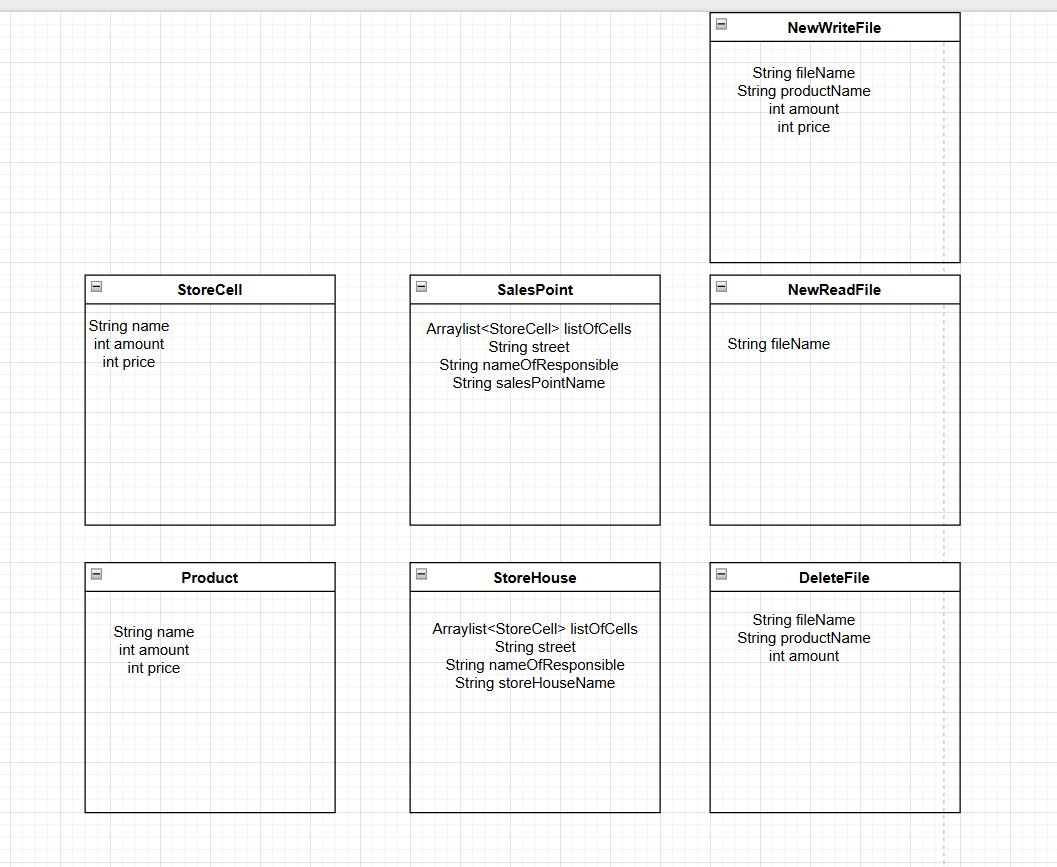 NewWriteFile
String fileName
String productName
int amount
int price
StoreCell
String name
int amount
int price
SalesPoint
Arraylist<StoreCell> listOfCells
String street
String nameOfResponsible
String salesPointName
NewReadFile
String fileName
Product
String name
int amount
int price
StoreHouse
Arraylist<StoreCell> listOfCells
String street
String nameOfResponsible
String storeHouseName
DeleteFile
String fileName
String productName
int amount